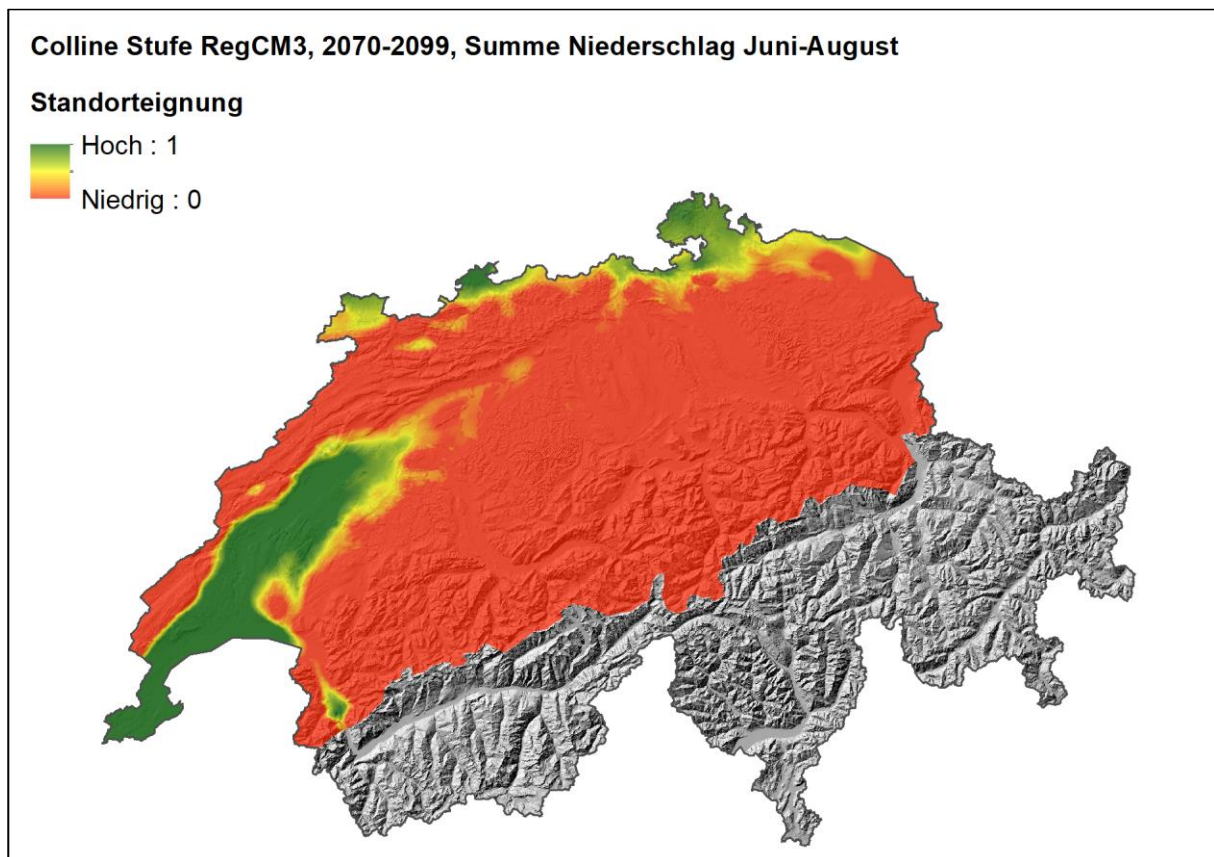 Colline Stufe RegCM3, 2070-2099, Summe Niederschlag Juni-August
Standorteignung
Hoch : 1
Niedrig : 0